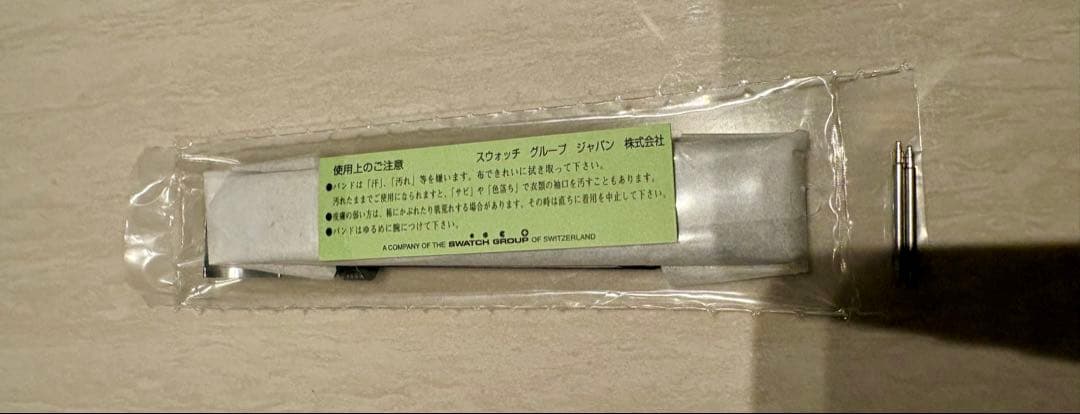 使用上のご注意
スウォッチ グループ ジャパン 株式会社
●バンドは「汗」、「汚れ」等を嫌います。布できれいに拭き取って下さい。
汚れたままでご使用になられますと、「サビ」や「色落ち」で衣類の袖口を汚すこともあります。
●皮膚の弱い方は、稀にかぶれたり肌荒れする場合があります。その時は直ちに着用を中止して下さい。
●バンドはゆるめに腕につけて下さい。
A COMPANY OF THE SWATCH GROUP OF SWITZERLAND